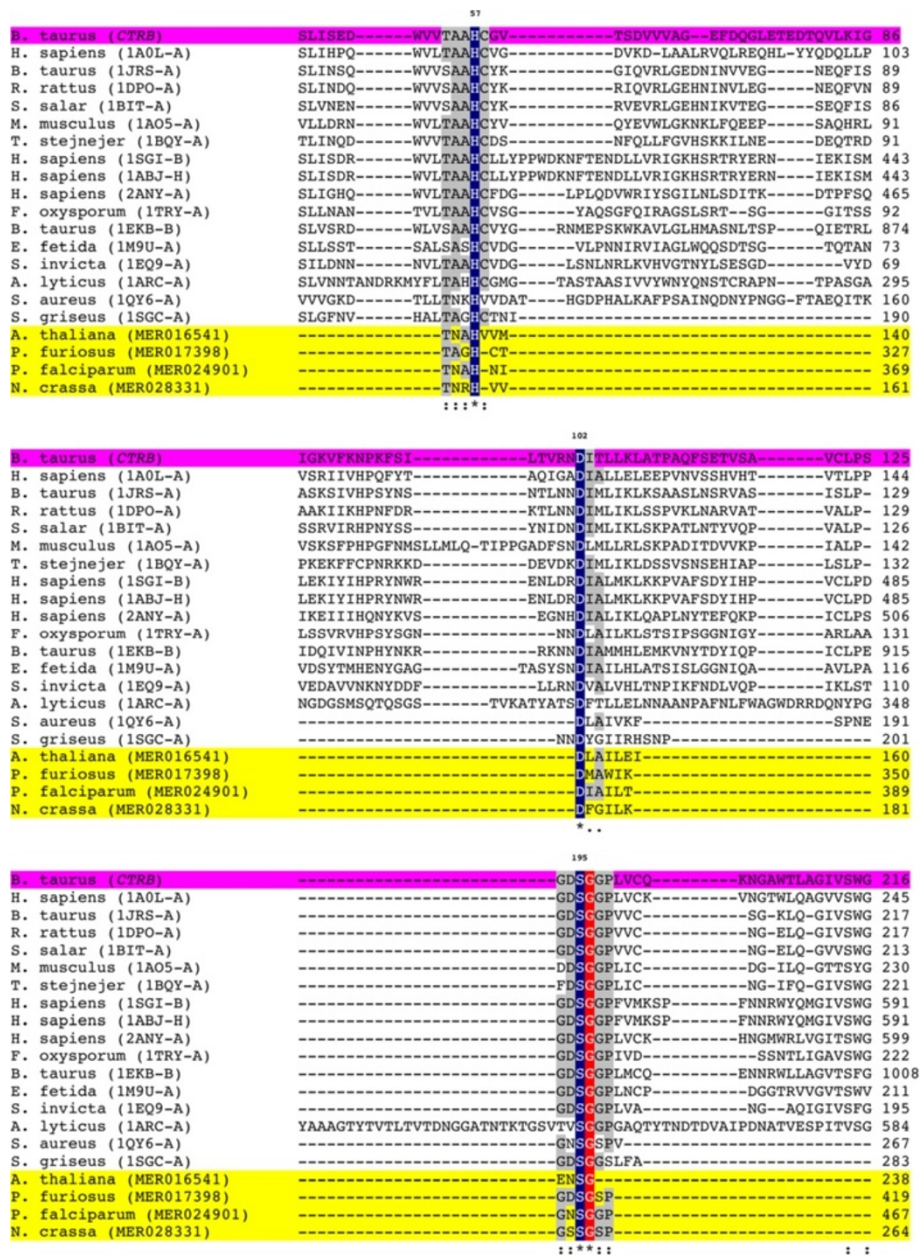 57
B. taurus (CTRB) SLISED------WVVTAAHCGV------------TSDVVVAG--EFDQGLETEDTQVLKIG 86
H. sapiens (1A0L-A) SLIHPQ------WVLTAAHCVG------------DVKD-LAALRVQLREQHL-YYQDQLLP 103
B. taurus (1JRS-A) SLINSQ------WVVSAAHCYK------------GIQVRLGEDNINVVEG----NEQFIS 89
R. rattus (1DPO-A) SLINDQ------WVVSAAHCYK------------RIQVRLGEHNINVLEG----NEQFVN 89
S. salar (1BIT-A) SLVNEN------WVVSAAHCYK------------RVEVRLGEHNIKVTEG----SEQFIS 86
M. musculus (1AO5-A) VLLDRN------WVLTAAHCYV------------QYEVWLGKNKLFQEEP----SAQHRL 91
T. stejnejer (1BQY-A) TLINQD------WVVTAAHCDS------------NFQLLFGVHSKKILNE----DEQTRD 91
H. sapiens (1SGI-B) SLISDR------WVLTAAHCLLYPPWDKNFTENDLLVRIGKHSRTRYERN----IEKISM 443
H. sapiens (1ABJ-H) SLISDR------WVLTAAHCLLYPPWDKNFTENDLLVRIGKHSRTRYERN----IEKISM 443
H. sapiens (2ANY-A) SLIGHQ------WVLTAAHCFDG------LPLQDVWRIYSGILNLSDITK----DTPFSQ 465
F. oxysporum (1TRY-A) SLLNAN------TVLTAAHCVSG-------YAQSGFQIRAGSLSRT--SG------GITSS 92
B. taurus (1EKB-B) SLVSRD------WLVSAAHCVYG-----RNMEPSKWKAVLGLHMASNLTSP---QIETRL 874
E. fetida (1M9U-A) SLLSST------SALSASHCVDG-------VLPNNIRVIAGLWQQSDTSG------TQTAN 73
S. invicta (1EQ9-A) SILDNN------NVLTAAHCVDG------LSNLNRLKVHVGTNYLSESGD-------VYD 69
A. lyticus (1ARC-A) SLVNNTANDRKMYFLTAHHCGMG----TASTAASIVVYWNYQNSTCRAPN----TPASGA 295
S. aureus (1QY6-A) VVVGKD------TLLTNKHVVDAT----HGDPHALKAFPSAINQDNYPNGG-FTAEQITK 160
S. griseus (1SGC-A) SLGFNV------HALTAGHCTNI------------------------------------- 190
A. thaliana (MER016541) ------------------TNAHVVM----------------------------------- 140
P. furiosus (MER017398) ------------------TAGH-CT----------------------------------- 327
P. falciparum (MER024901) ------------------TNAH-NI----------------------------------- 369
N. crassa (MER028331) ------------------TNRH-VV----------------------------------- 161
:::*:
102
B. taurus (CTRB) IGKVFKNPKFSI-------------LTVRNDITLLKLATPAQFSETVSA------VCLPS 125
H. sapiens (1A0L-A) VSRIIVHPQFYT-------------AQIGADIALLELEEPVNVSSHVHT------VTLPP 144
B. taurus (1JRS-A) ASKSIVHPSYNS-------------NTLNNDIMLIKLKSAASLNSRVAS------ISLP- 129
R. rattus (1DPO-A) AAKIIKHPNFDR-------------KTLNNDIMLIKLSSPVKLNARVAT------VALP- 129
S. salar (1BIT-A) SSRVIRHPNYSS-------------YNIDNDIMLIKLSKPATLNTYVQP------VALP- 126
M. musculus (1AO5-A) VSKSFPHPGFNMSLLMLQ-TIPPGADFSNDLMLLRLSKPADITDVVKP-------IALP- 142
T. stejnejer (1BQY-A) PKEKFFCPNRKKD------------DEVDKDIMLIKLDSSVSNSEHIAP------LSLP- 132
H. sapiens (1SGI-B) LEKIYIHPRYNWR------------ENLDRDIALMKLKKPVAFSDYIHP------VCLPD 485
H. sapiens (1ABJ-H) LEKIYIHPRYNWR------------ENLDRDIALMKLKKPVAFSDYIHP------VCLPD 485
H. sapiens (2ANY-A) IKEIIIHQNYKVS-------------EGNHDIALIKLQAPLNYTEFQKP------ICLPS 506
F. oxysporum (1TRY-A) LSSVRVHPSYSGN-------------NNDLAILKLSTSIPSGGNIGY------ARLAA 131
B. taurus (1EKB-B) IDQIVINPHYNKR------------RKNNDIAMMHLEMKVNYTDYIQP------ICLPE 915
E. fetida (1M9U-A) VDSYTMHENYGAG------------TASYSNDIAILHLATSISLGGNIQA-----AVLPA 116
S. invicta (1EQ9-A) VEDAVVNKNYDDF-------------LLRNDVALVHLTNPIKFNDLVQP------IKLST 110
A. lyticus (1ARC-A) NGDGSMSQTQSGS--------TVKATYATSDFTLLELNNAANPAFNLFWAGWDRRDQNYPG 348
S. aureus (1QY6-A) ------------------------------DLAIVKF----------------SPNE 191
S. griseus (1SGC-A) ----------------------------NNDYGIIRHSNP------------------- 201
A. thaliana (MER016541) ------------------------------DLAILEI---------------------- 160
P. furiosus (MER017398) ------------------------------DMAWIK----------------------- 350
P. falciparum (MER024901) ------------------------------DIAILT----------------------- 389
N. crassa (MER028331) ------------------------------DFGILK----------------------- 181
*..
195
B. taurus (CTRB) ----------------------------GDSGGPLVCQ---------KNGAWTLAGIVSWG 216
H. sapiens (1A0L-A) ----------------------------GDSGGPLVCK---------VNGTWLQAGVVSWG 245
B. taurus (1JRS-A) ----------------------------GDSGGPVVC----------SG-KLQ-GIVSWG 217
R. rattus (1DPO-A) ----------------------------GDSGGPVVC----------NG-ELQ-GIVSWG 217
S. salar (1BIT-A) ----------------------------GDSGGPVVC----------NG-ELQ-GVVSWG 213
M. musculus (1AO5-A) ----------------------------DDSGGPLIC----------DG-ILQ-GTTSYG 230
T. stejnejer (1BQY-A) ----------------------------FDSGGPLIC----------NG-IFQ-GIVSWG 221
H. sapiens (1SGI-B) ----------------------------GDSGGPFVMKSP-------FNNRWYQMGIVSWG 591
H. sapiens (1ABJ-H) ----------------------------GDSGGPFVMKSP-------FNNRWYQMGIVSWG 591
H. sapiens (2ANY-A) ----------------------------GDSGGPLVCK---------HNGMWRLVGITSWG 599
F. oxysporum (1TRY-A) ----------------------------GDSGGPIVD-----------SSNTLIGAVSWG 222
B. taurus (1EKB-B) ----------------------------GDSGGPLMCQ---------ENNRWLLAGVTSFG 1008
E. fetida (1M9U-A) ----------------------------GDSGGPLNCP---------DGGTRVVGVTSWV 211
S. invicta (1EQ9-A) ----------------------------GDSGGPLVA----------NG--AQIGIVSFG 195
A. lyticus (1ARC-A) YAAAGTYTVTLTVTDNGGATNTKTGSVTVSGGPGAQTYTNDTDVAIPDNATVESPITVSG 584
S. aureus (1QY6-A) ----------------------------GNSGSPV------------------------- 267
S. griseus (1SGC-A) ----------------------------GDSGGSLFA----------------------- 283
A. thaliana (MER016541) ----------------------------ENSG---------------------------- 238
P. furiosus (MER017398) ----------------------------GDSGSP-------------------------- 419
P. falciparum (MER024901) ----------------------------GNSGGP-------------------------- 467
N. crassa (MER028331) ----------------------------GSSGSP-------------------------- 264
::**:: : :